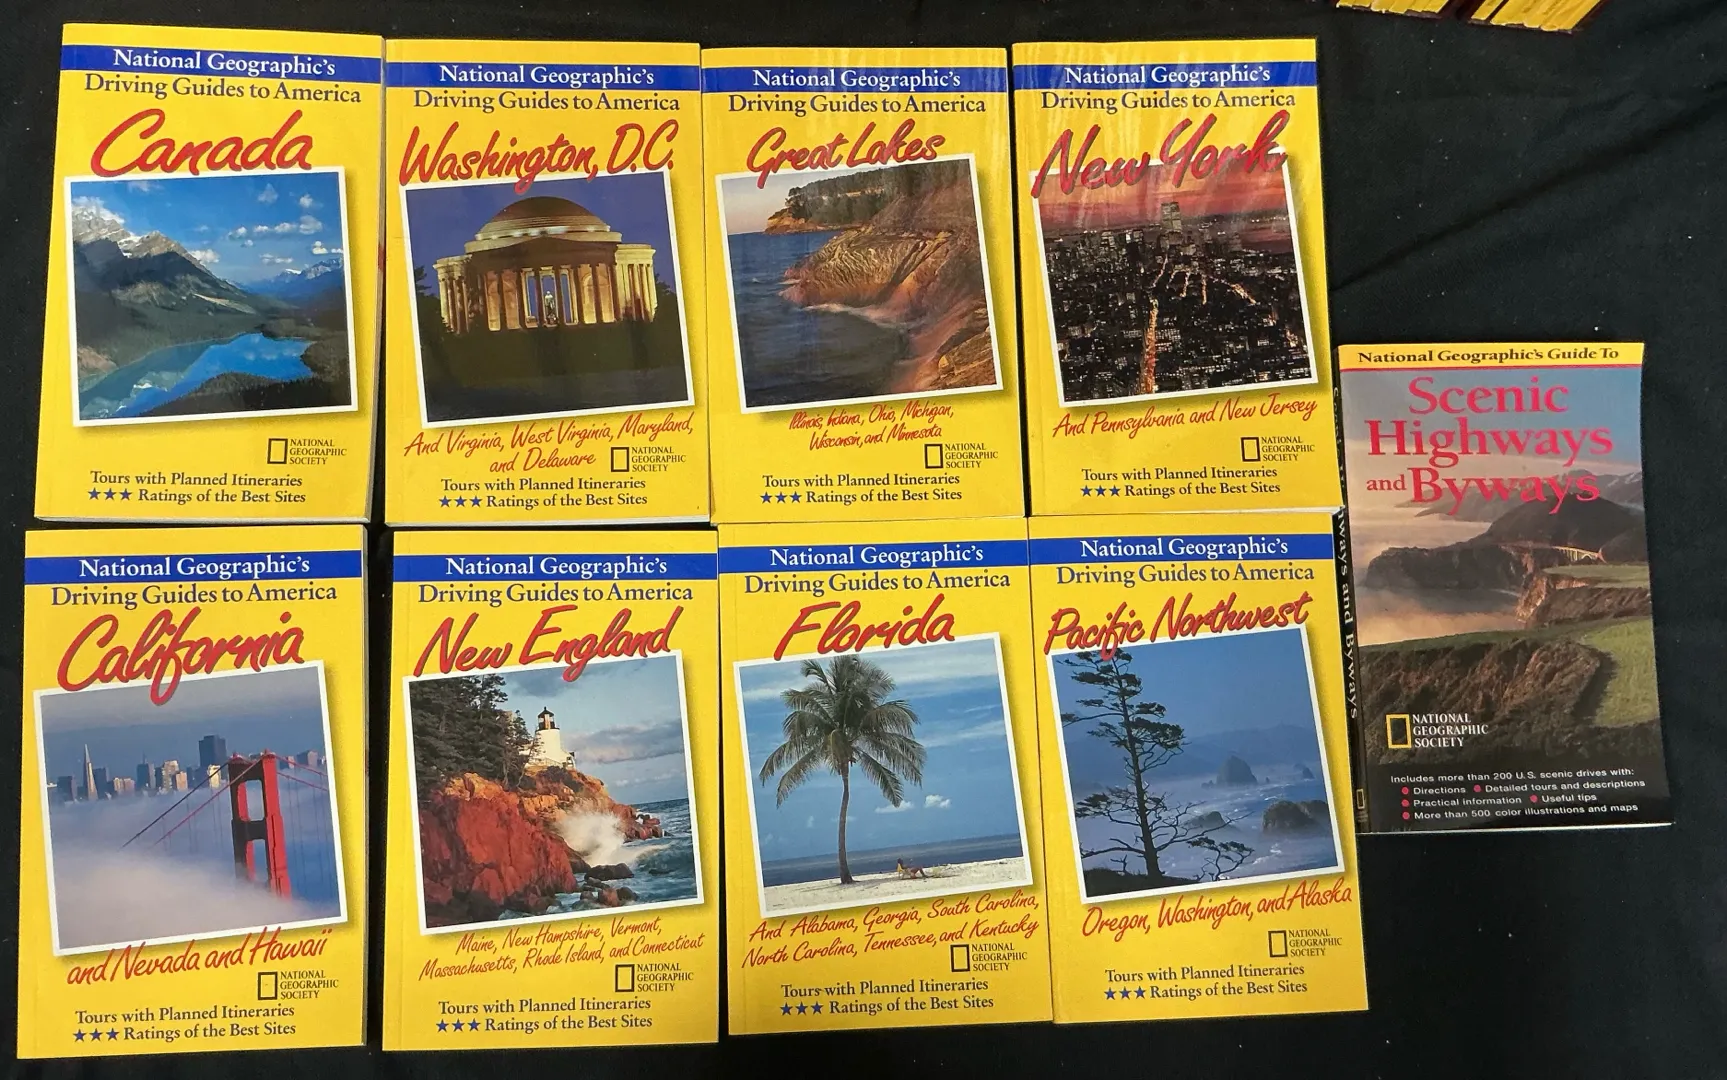 National Geographic's
Driving Guides to America
Canada
NATIONAL
GEOGRAPHIC
SOCIETY
Tours with Planned Itineraries
★★★ Ratings of the Best Sites
National Geographic's
Driving Guides to America
Washington, D.C.
And Virginia, West Virginia, Maryland,
and Delaware
NATIONAL
GEOGRAPHIC
SOCIETY
Tours with Planned Itineraries
★★★ Ratings of the Best Sites
National Geographic's
Driving Guides to America
Great Lakes
Illinois, Indiana, Ohio, Michigan,
Wisconsin, and Minnesota
NATIONAL
GEOGRAPHIC
SOCIETY
Tours with Planned Itineraries
★★★ Ratings of the Best Sites
National Geographic's
Driving Guides to America
New York
And Pennsylvania and New Jersey
NATIONAL
GEOGRAPHIC
SOCIETY
Tours with Planned Itineraries
★★★ Ratings of the Best Sites
National Geographic's Guide To
Scenic
Highways
and Byways
NATIONAL
GEOGRAPHIC
SOCIETY
Includes more than 200 U.S. scenic drives with:
● Directions ● Detailed tours and descriptions
● Practical information ● Useful tips
● More than 500 color illustrations and maps
and Byways
National Geographic's
Driving Guides to America
California
and Nevada and Hawaii
NATIONAL
GEOGRAPHIC
SOCIETY
Tours with Planned Itineraries
★★★ Ratings of the Best Sites
National Geographic's
Driving Guides to America
New England
Maine, New Hampshire, Vermont,
Massachusetts, Rhode Island, and Connecticut
NATIONAL
GEOGRAPHIC
SOCIETY
Tours with Planned Itineraries
★★★ Ratings of the Best Sites
National Geographic's
Driving Guides to America
Florida
And Alabama, Georgia, South Carolina,
North Carolina, Tennessee, and Kentucky
NATIONAL
GEOGRAPHIC
SOCIETY
Tours with Planned Itineraries
★★★ Ratings of the Best Sites
National Geographic's
Driving Guides to America
Pacific Northwest
Oregon, Washington, and Alaska
NATIONAL
GEOGRAPHIC
SOCIETY
Tours with Planned Itineraries
★★★ Ratings of the Best Sites